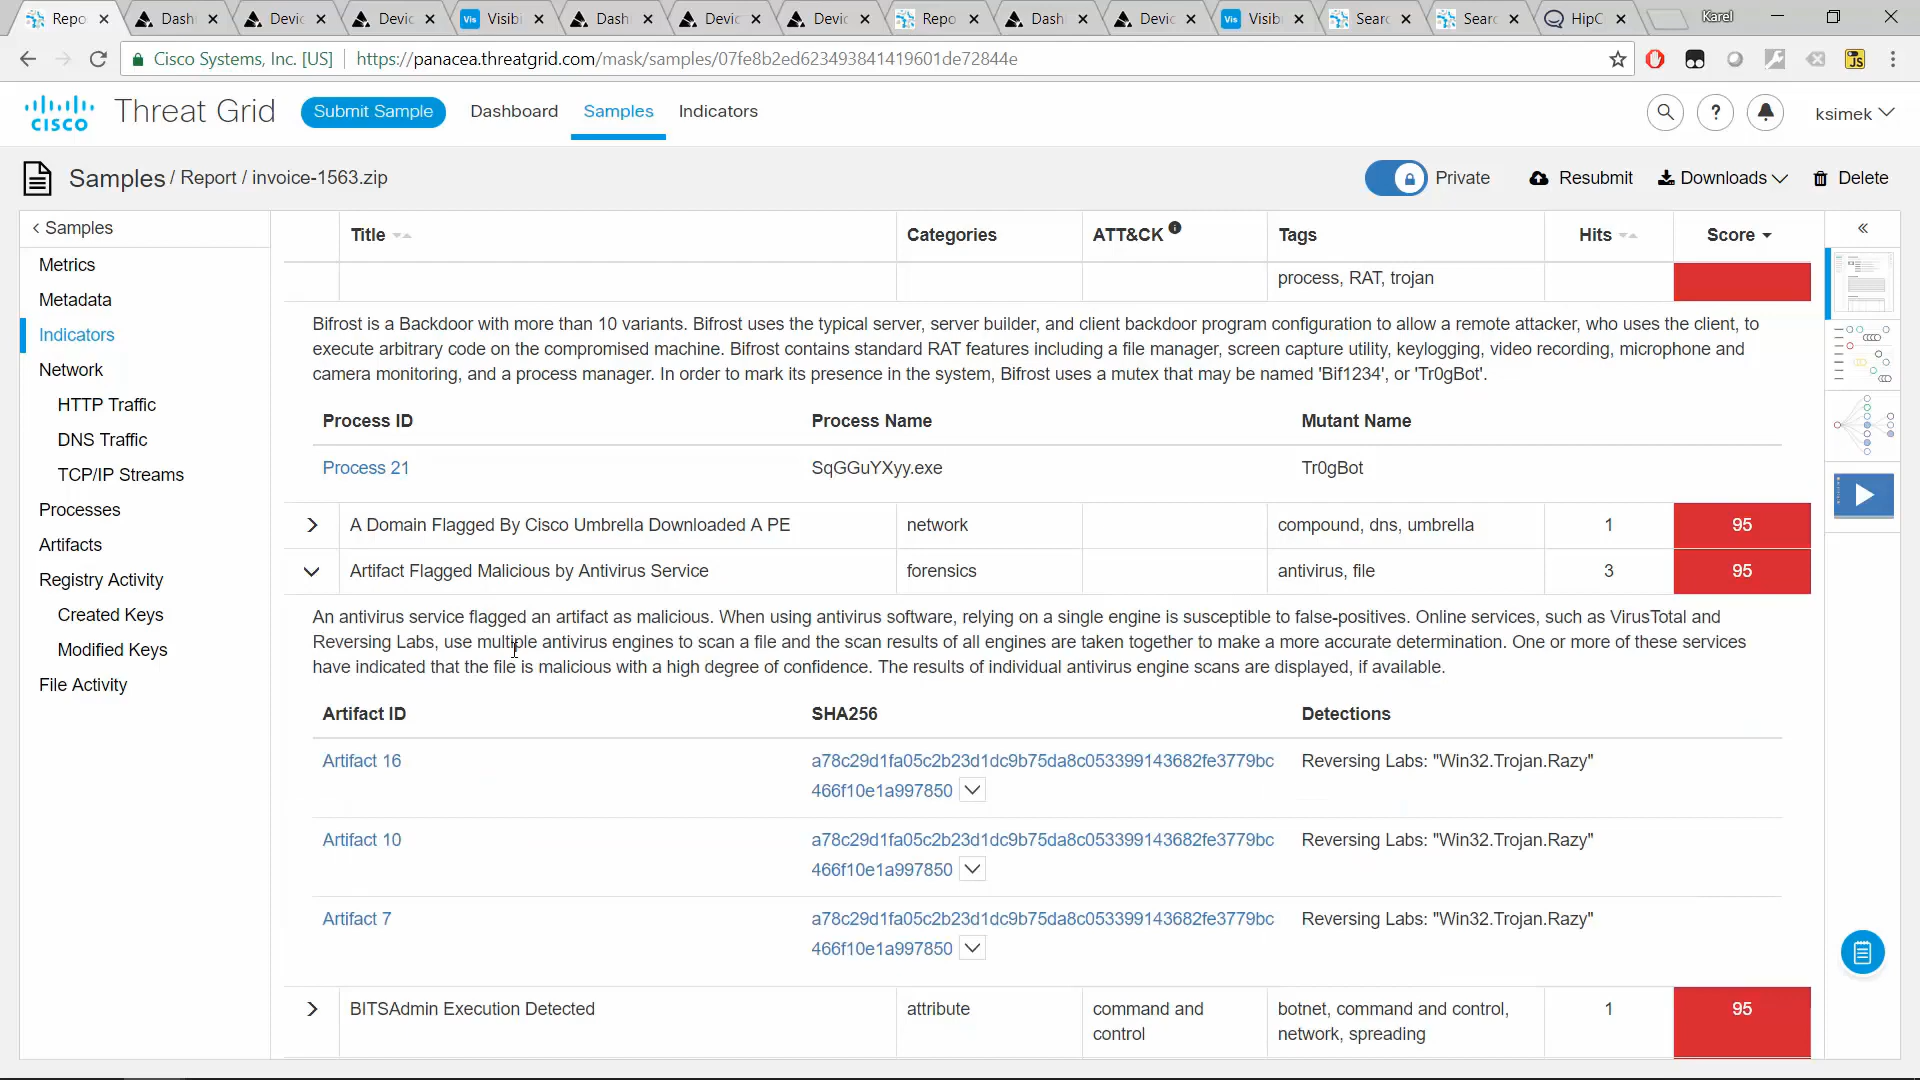 Repo
Dash
Devic
Devic
Vis Visibi
Dash
Devic
Devic
Repo
Dash
Devic
Vis Visibi
Searc
Searc
HipC
Karel
Cisco Systems, Inc. [US] https://panacea.threatgrid.com/mask/samples/07fe8b2ed623493841419601de72844e
JS
cisco
Threat Grid
Submit Sample
Dashboard
Samples
Indicators
?
ksimek
Samples / Report / invoice-1563.zip
Private
Resubmit
Downloads
Delete
< Samples
Metrics
Metadata
Indicators
Network
HTTP Traffic
DNS Traffic
TCP/IP Streams
Processes
Artifacts
Registry Activity
Created Keys
Modified Keys
File Activity
Title Categories ATT&CK Tags Hits Score
process, RAT, trojan
Bifrost is a Backdoor with more than 10 variants. Bifrost uses the typical server, server builder, and client backdoor program configuration to allow a remote attacker, who uses the client, to
execute arbitrary code on the compromised machine. Bifrost contains standard RAT features including a file manager, screen capture utility, keylogging, video recording, microphone and
camera monitoring, and a process manager. In order to mark its presence in the system, Bifrost uses a mutex that may be named 'Bif1234', or 'Tr0gBot'.
Process ID Process Name Mutant Name
Process 21 SqGGuYXyy.exe Tr0gBot
A Domain Flagged By Cisco Umbrella Downloaded A PE network compound, dns, umbrella 1 95
Artifact Flagged Malicious by Antivirus Service forensics antivirus, file 3 95
An antivirus service flagged an artifact as malicious. When using antivirus software, relying on a single engine is susceptible to false-positives. Online services, such as VirusTotal and
Reversing Labs, use multiple antivirus engines to scan a file and the scan results of all engines are taken together to make a more accurate determination. One or more of these services
have indicated that the file is malicious with a high degree of confidence. The results of individual antivirus engine scans are displayed, if available.
Artifact ID SHA256 Detections
Artifact 16 a78c29d1fa05c2b23d1dc9b75da8c053399143682fe3779bc Reversing Labs: "Win32.Trojan.Razy"
466f10e1a997850
Artifact 10 a78c29d1fa05c2b23d1dc9b75da8c053399143682fe3779bc Reversing Labs: "Win32.Trojan.Razy"
466f10e1a997850
Artifact 7 a78c29d1fa05c2b23d1dc9b75da8c053399143682fe3779bc Reversing Labs: "Win32.Trojan.Razy"
466f10e1a997850
BITSAdmin Execution Detected attribute command and botnet, command and control, 1 95
control network, spreading